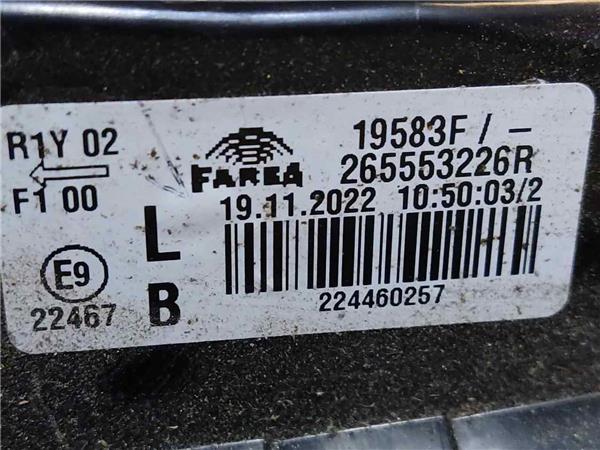 R1Y 02
F1 00
E9
22467
L
B
FAREA
19583F / -
265553226R
19.11.2022 10:50:03/2
224460257